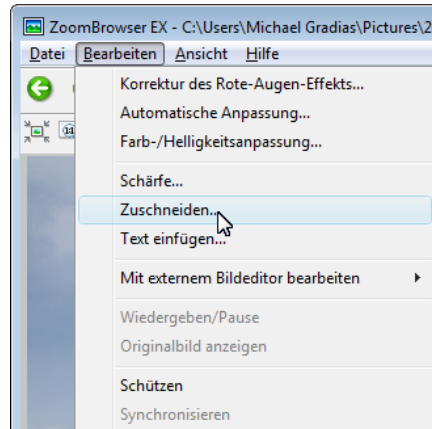 ZoomBrowser EX - C:\Users\Michael Gradias\Pictures\2
Datei Bearbeiten Ansicht Hilfe
Korrektur des Rote-Augen-Effekts...
Automatische Anpassung...
Farb-/Helligkeitsanpassung...
Schärfe...
Zuschneiden...
Text einfügen...
Mit externem Bildeditor bearbeiten
Wiedergeben/Pause
Originalbild anzeigen
Schützen
Synchronisieren